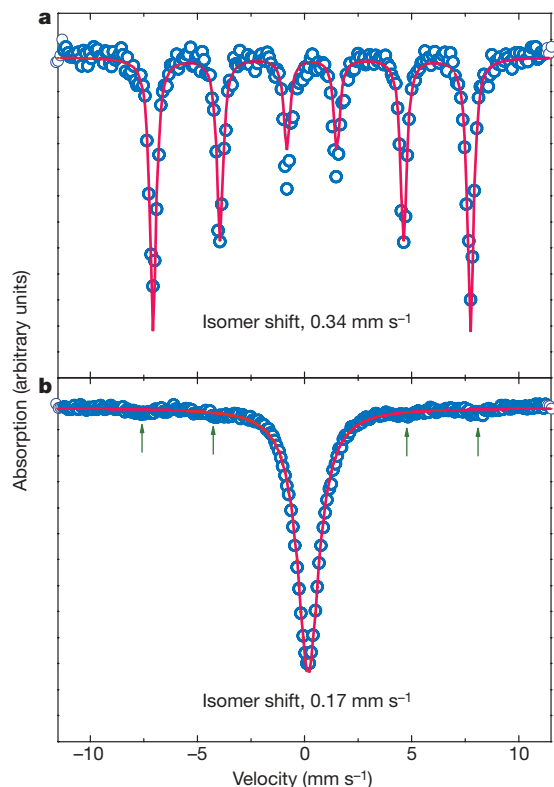 a
Isomer shift, 0.34 mm s⁻¹
Absorption (arbitrary units)
b
Isomer shift, 0.17 mm s⁻¹
−10 −5 0 5 10
Velocity (mm s⁻¹)